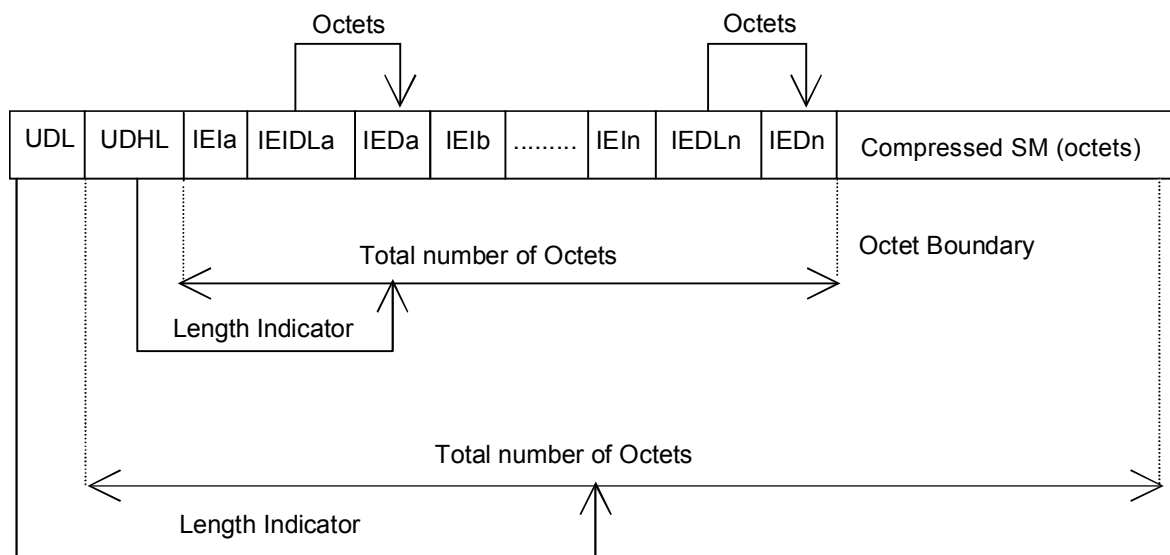 Octets
Octets
UDL UDHL IEIa IEIDLa IEDa IEIb ......... IEIn IEDLn IEDn Compressed SM (octets)
Total number of Octets
Octet Boundary
Length Indicator
Total number of Octets
Length Indicator